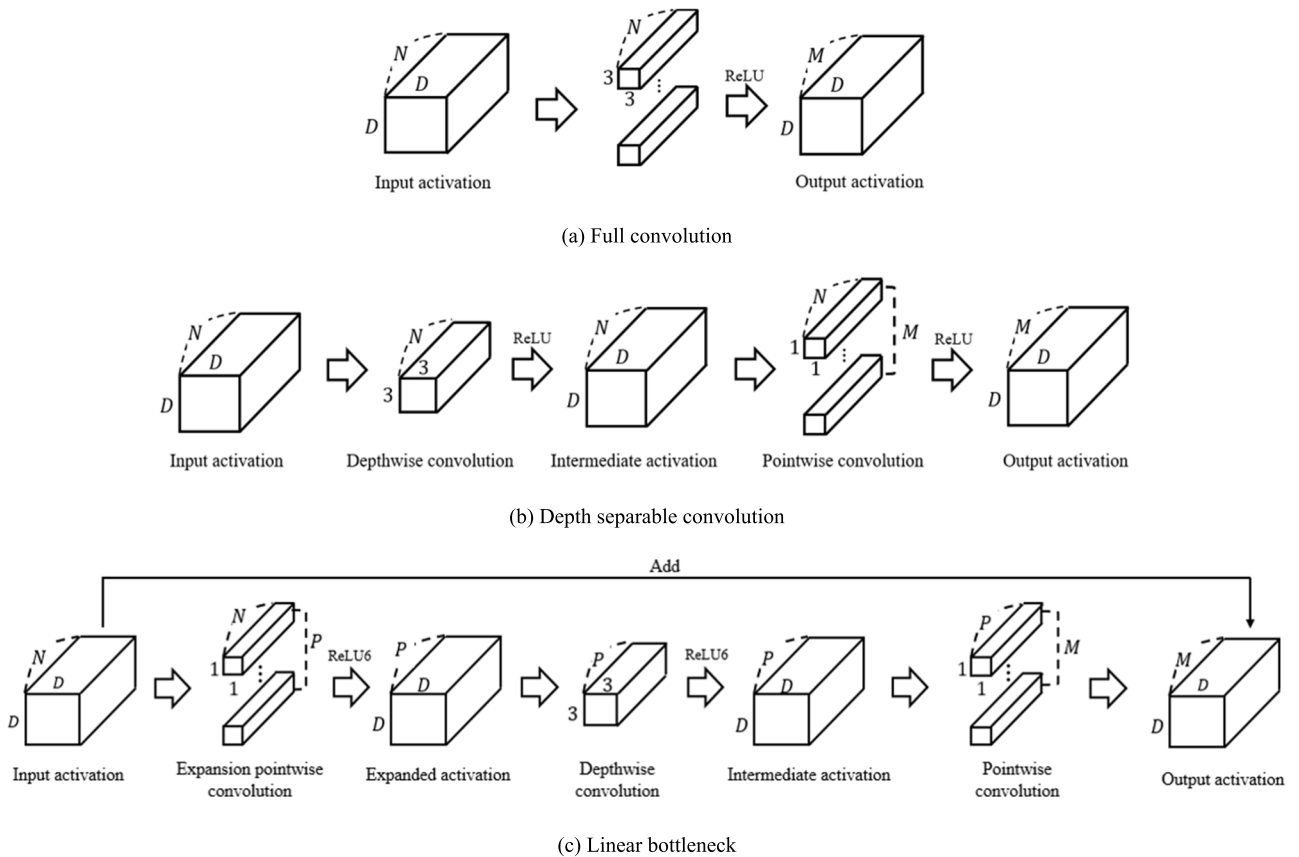 N
D
D
Input activation
N
3
3
⋮
ReLU
M
D
D
Output activation
(a) Full convolution
N
D
D
Input activation
N
3
3
Depthwise convolution
ReLU
N
D
D
Intermediate activation
N
1
1
⋮
M
Pointwise convolution
ReLU
M
D
D
Output activation
(b) Depth separable convolution
Add
N
D
D
Input activation
N
1
1
⋮
P
Expansion pointwise
convolution
ReLU6
P
D
D
Expanded activation
P
3
3
Depthwise
convolution
ReLU6
P
D
D
Intermediate activation
P
1
1
⋮
M
Pointwise
convolution
M
D
D
Output activation
(c) Linear bottleneck